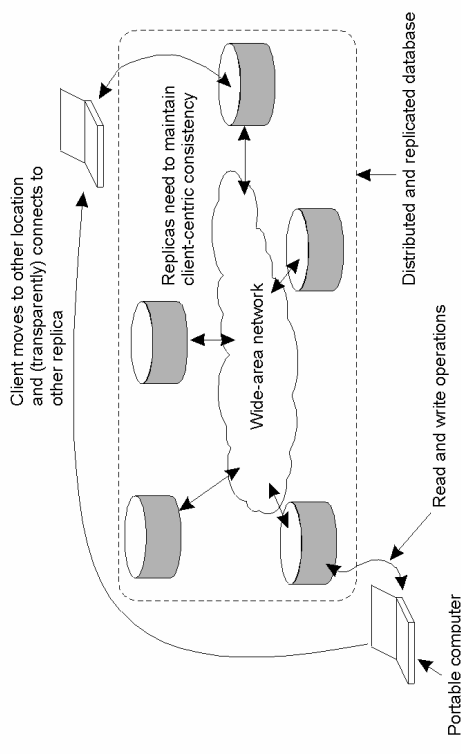 Client moves to other location
and (transparently) connects to
other replica
Replicas need to maintain
client-centric consistency
Wide-area network
Distributed and replicated database
Read and write operations
Portable computer